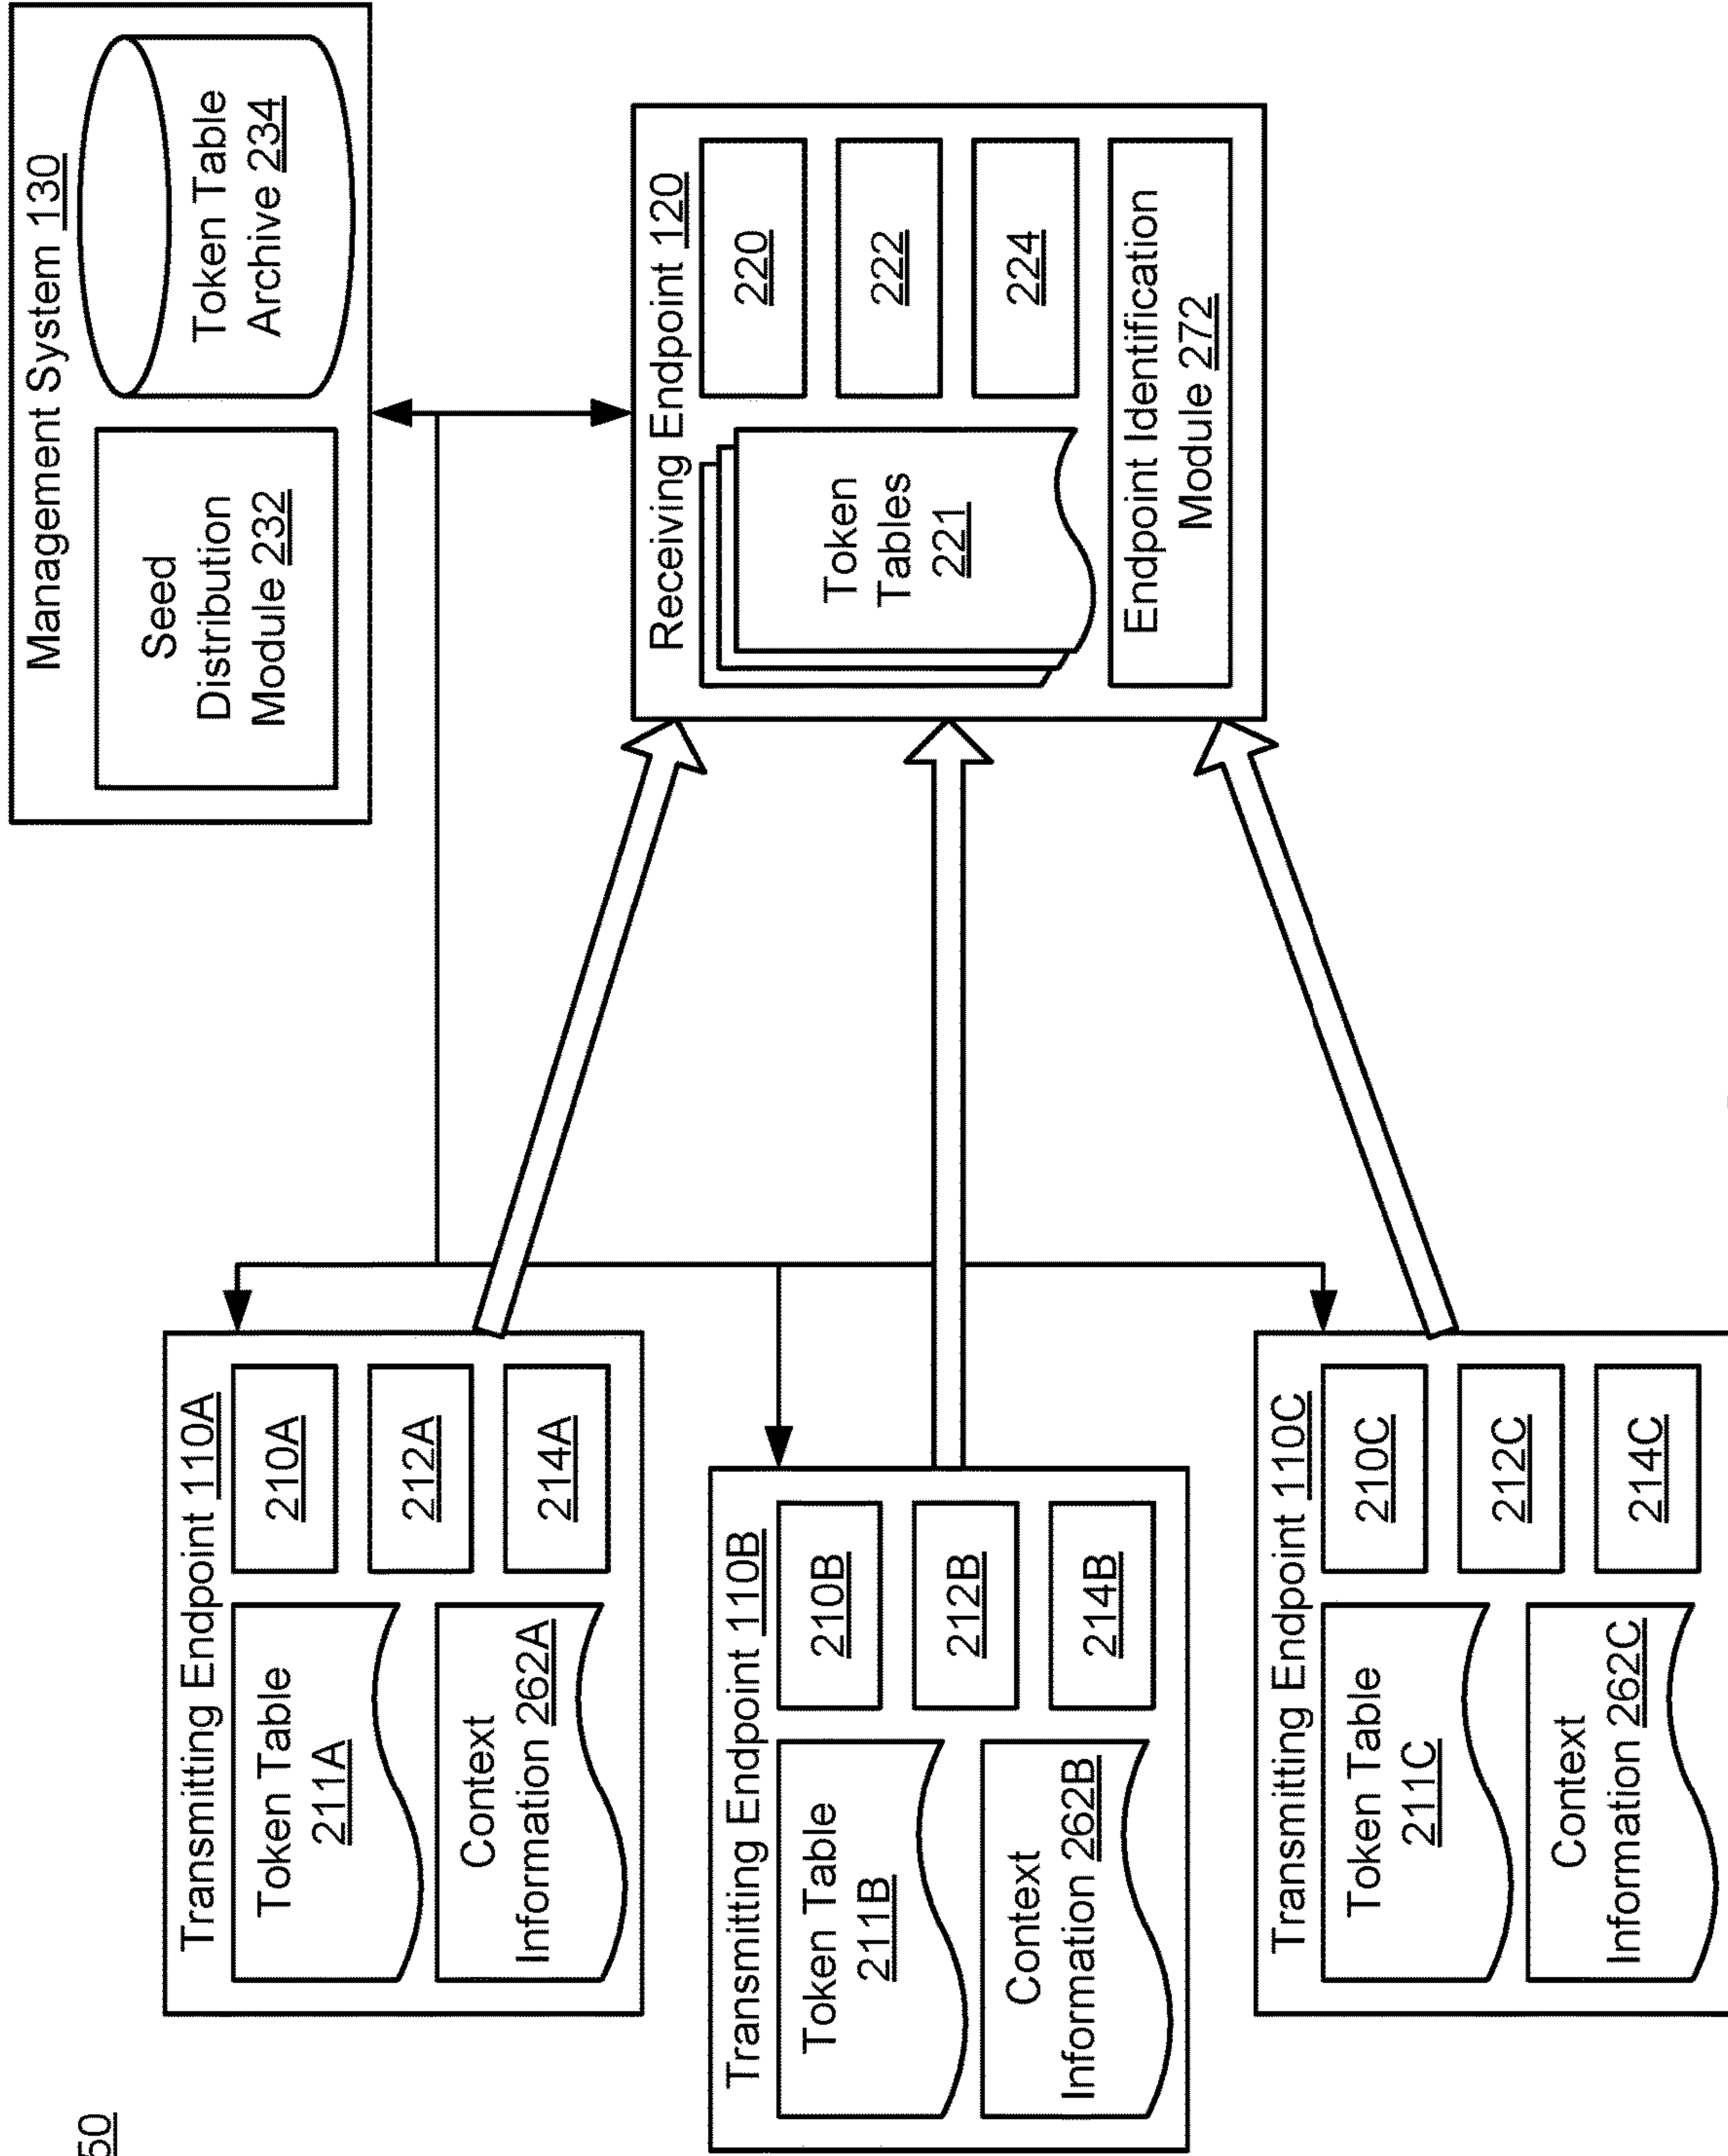 50
Management System 130
Seed
Distribution
Module 232
Token Table
Archive 234
Transmitting Endpoint 110A
Token Table
211A
Context
Information 262A
210A
212A
214A
Transmitting Endpoint 110B
Token Table
211B
Context
Information 262B
210B
212B
214B
Transmitting Endpoint 110C
Token Table
211C
Context
Information 262C
210C
212C
214C
Receiving Endpoint 120
Token
Tables
221
220
222
224
Endpoint Identification
Module 272